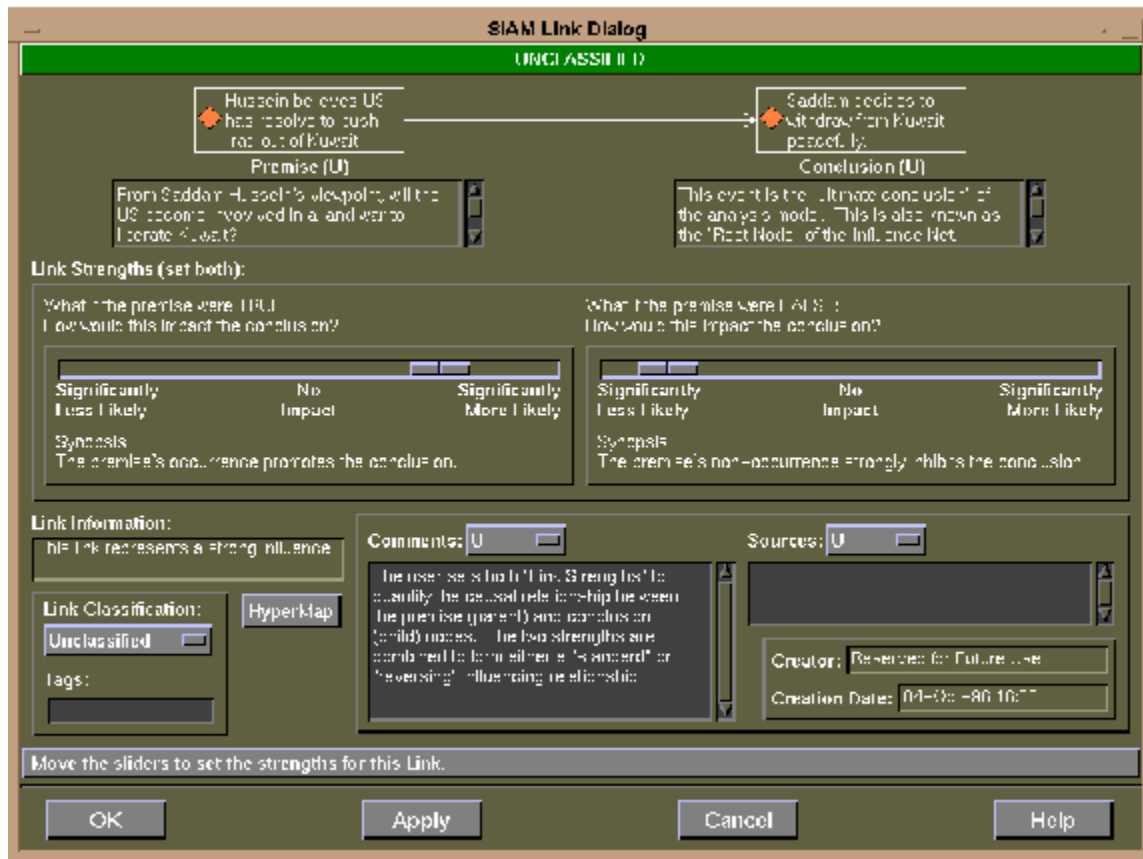 SIAM Link Dialog
UNCLASSIFIED
Hussein believes US
has resolve to push
Iraq out of Kuwait
Saddam decides to
withdraw from Kuwait
peacefully.
Premise (U)
Conclusion (U)
From Saddam Hussein's viewpoint, will the
US become involved in a land war to
liberate Kuwait?
This event is the "ultimate conclusion" of
the analysis model. This is also known as
the "Root Node" of the Influence Net.
Link Strengths (set both):
What if the premise were TRUE
How would this impact the conclusion?
What if the premise were FALSE:
How would this impact the conclusion?
Significantly No Significantly
Less Likely Impact More Likely
Significantly No Significantly
Less Likely Impact More Likely
Synopsis
The premise's occurrence promotes the conclusion.
Synopsis
The premise's non-occurrence strongly inhibits the conclusion
Link Information:
This link represents a strong influence
Comments: U
Sources: U
The user sets both "Link Strengths" to
quantify the causal relationship between
the premise (parent) and conclusion
(child) nodes. The two strengths are
combined to form either a "standard" or
"reversing" influencing relationship
Link Classification:
HyperMap
Unclassified
Tags:
Creator: Reserved for Future Use
Creation Date:
Move the sliders to set the strengths for this Link.
OK Apply Cancel Help